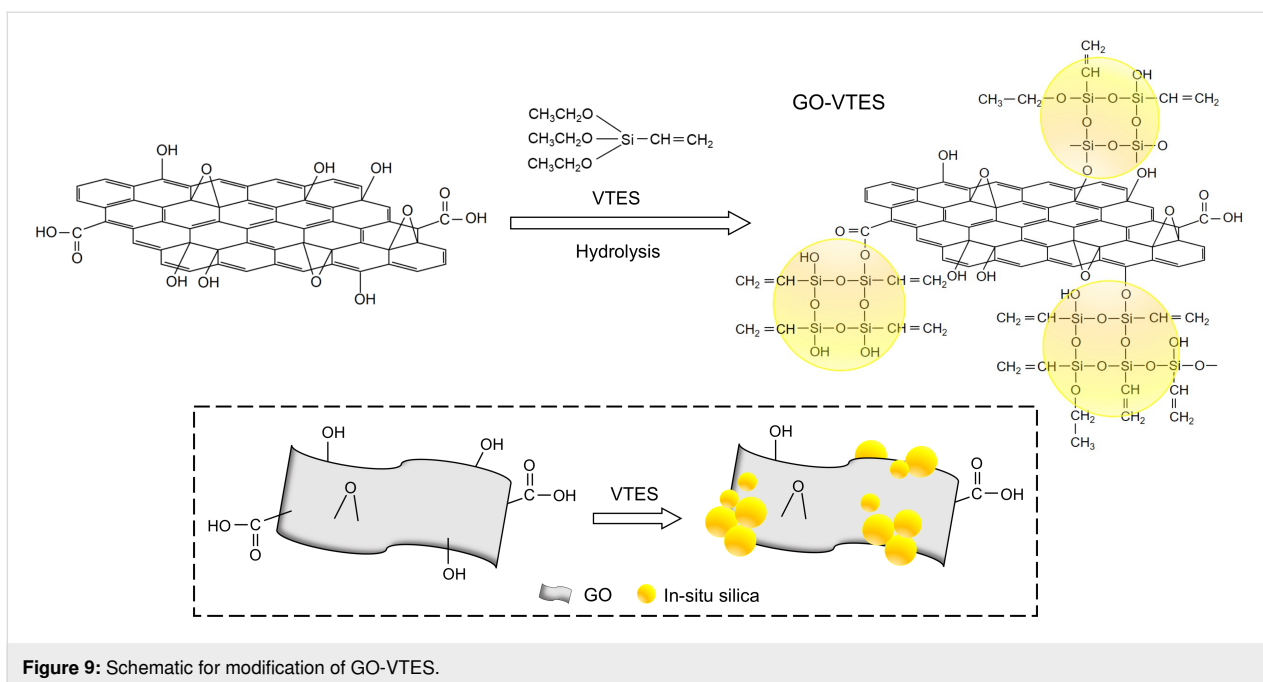 CH₃CH₂O
CH₃CH₂O
CH₃CH₂O
Si
CH=CH₂
VTES
Hydrolysis
OH
O
OH
OH
O
C
OH
O
HO
C
O
OH
OH
O
OH
GO-VTES
CH₂
CH
OH
CH₃
CH₂
O
Si
O
Si
CH=CH₂
O
O
Si
O
Si
O
O
OH
O
OH
O
O
C
OH
O=C
O
OH
OH
O
HO
CH₂=CH
Si
O
Si
CH=CH₂
O
O
CH₂=CH
Si
O
Si
CH=CH₂
OH
OH
O
HO
CH₂=CH
Si
O
Si
CH=CH₂
O
O
OH
CH₂=CH
Si
O
Si
O
Si
O
O
CH
CH
CH₂
CH₂
CH₂
CH₃
OH
OH
O
O
C
OH
HO
C
O
OH
VTES
OH
O
O
C
OH
GO
In-situ silica
Figure 9: Schematic for modification of GO-VTES.